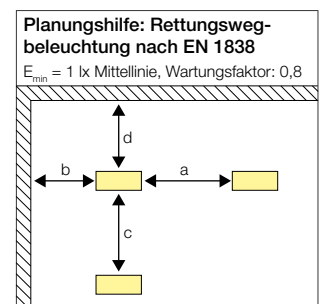 Planungshilfe: Rettungsweg-
beleuchtung nach EN 1838
Emin = 1 lx Mittellinie, Wartungsfaktor: 0,8
d
b
a
c